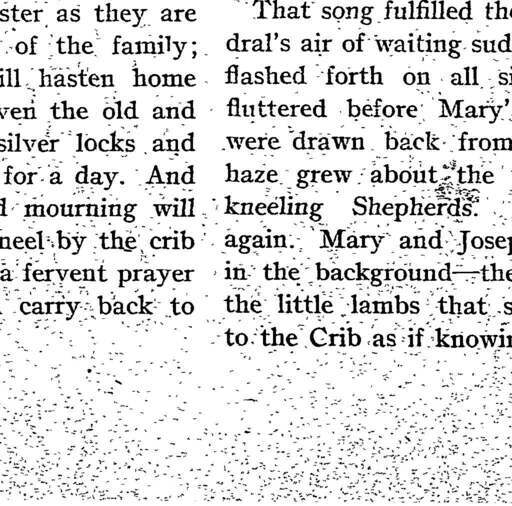 ster as they are
of the family;
ill hasten home
ven the old and
silver locks and
for a day. And
d mourning will
neel by the crib
a fervent prayer
carry back to
That song fulfilled the
dral's air of waiting sud
flashed forth on all si
fluttered before Mary'
were drawn back from
haze grew about the
kneeling Shepherds.
again. Mary and Josep
in the background—the
the little lambs that s
to the Crib as if knowin